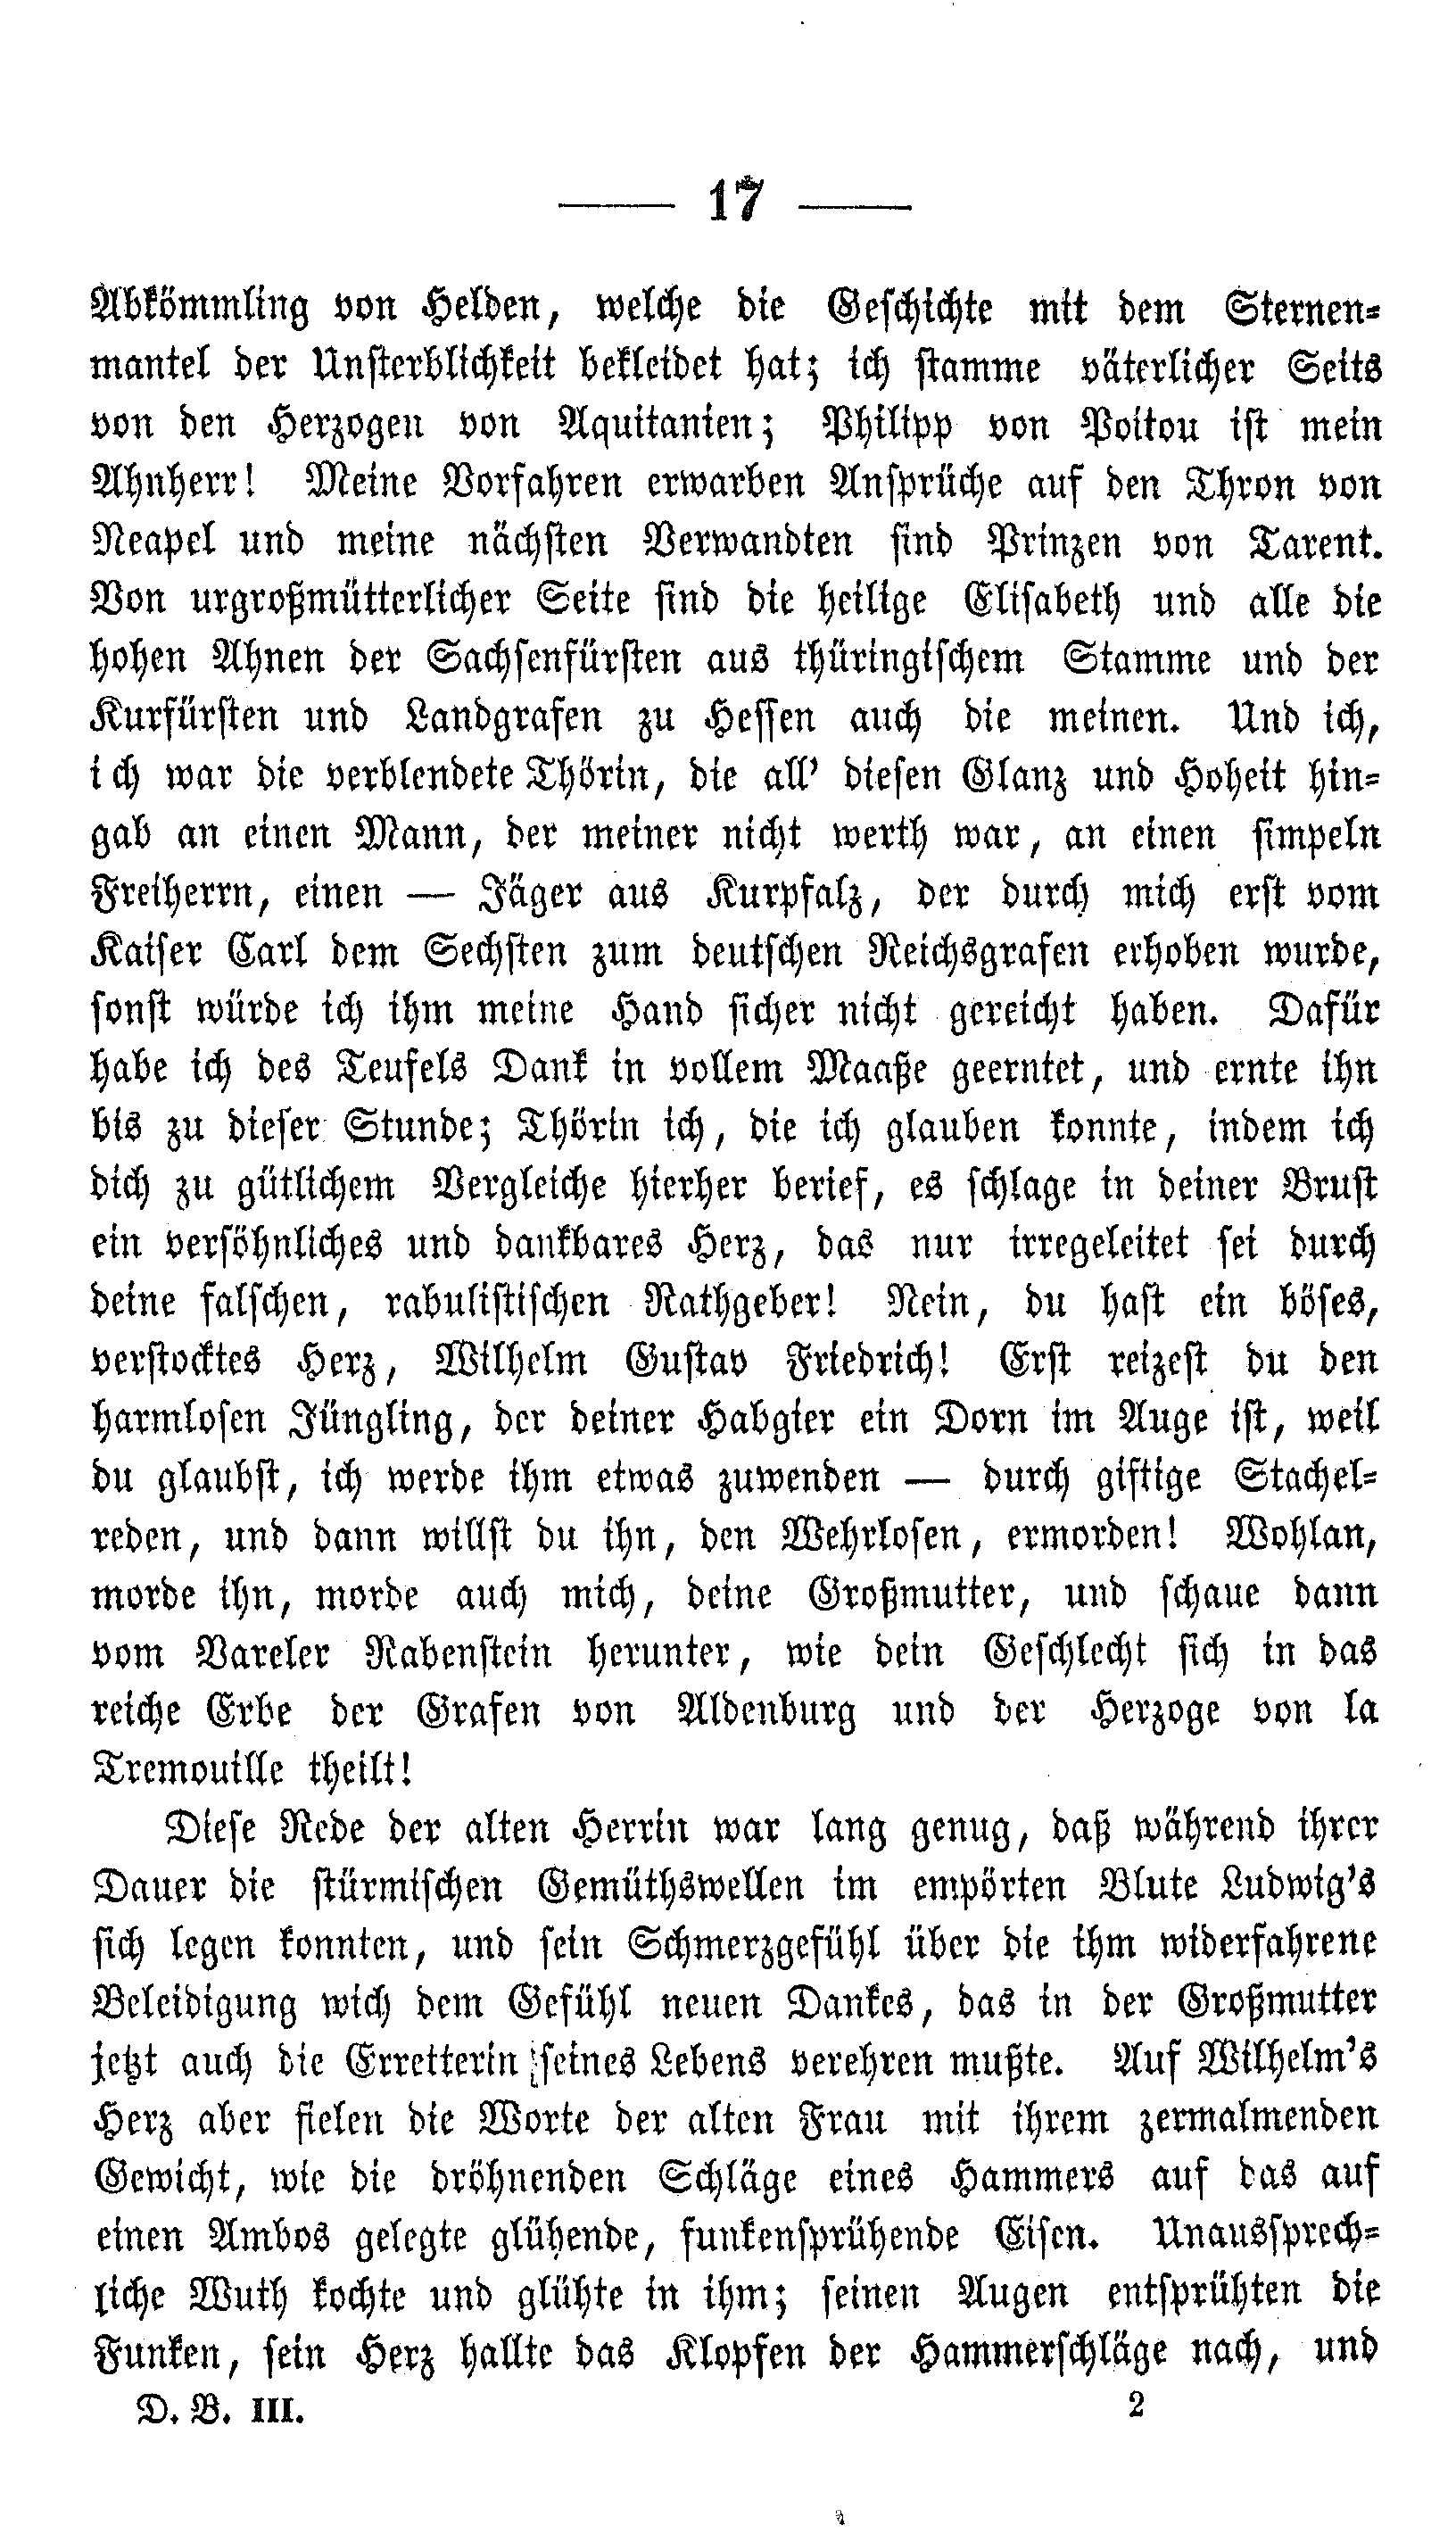 — 17 —
Abkömmling von Helden, welche die Geschichte mit dem Sternen=
mantel der Unsterblichkeit bekleidet hat; ich stamme väterlicher Seits
von den Herzogen von Aquitanien; Philipp von Poitou ist mein
Ahnherr! Meine Vorfahren erwarben Ansprüche auf den Thron von
Neapel und meine nächsten Verwandten sind Prinzen von Tarent.
Von urgroßmütterlicher Seite sind die heilige Elisabeth und alle die
hohen Ahnen der Sachsenfürsten aus thüringischem Stamme und der
Kurfürsten und Landgrafen zu Hessen auch die meinen. Und ich,
ich war die verblendete Thörin, die all' diesen Glanz und Hoheit hin=
gab an einen Mann, der meiner nicht werth war, an einen simpeln
Freiherrn, einen — Jäger aus Kurpfalz, der durch mich erst vom
Kaiser Carl dem Sechsten zum deutschen Reichsgrafen erhoben wurde,
sonst würde ich ihm meine Hand sicher nicht gereicht haben. Dafür
habe ich des Teufels Dank in vollem Maaße geerntet, und ernte ihn
bis zu dieser Stunde; Thörin ich, die ich glauben konnte, indem ich
dich zu gütlichem Vergleiche hierher berief, es schlage in deiner Brust
ein versöhnliches und dankbares Herz, das nur irregeleitet sei durch
deine falschen, rabulistischen Rathgeber! Nein, du hast ein böses,
verstocktes Herz, Wilhelm Gustav Friedrich! Erst reizest du den
harmlosen Jüngling, der deiner Habgier ein Dorn im Auge ist, weil
du glaubst, ich werde ihm etwas zuwenden — durch giftige Stachel=
reden, und dann willst du ihn, den Wehrlosen, ermorden! Wohlan,
morde ihn, morde auch mich, deine Großmutter, und schaue dann
vom Vareler Rabenstein herunter, wie dein Geschlecht sich in das
reiche Erbe der Grafen von Aldenburg und der Herzoge von la
Tremouille theilt!
Diese Rede der alten Herrin war lang genug, daß während ihrer
Dauer die stürmischen Gemüthswellen im empörten Blute Ludwig's
sich legen konnten, und sein Schmerzgefühl über die ihm widerfahrene
Beleidigung wich dem Gefühl neuen Dankes, das in der Großmutter
jetzt auch die Erretterin seines Lebens verehren mußte. Auf Wilhelm's
Herz aber fielen die Worte der alten Frau mit ihrem zermalmenden
Gewicht, wie die dröhnenden Schläge eines Hammers auf das auf
einen Ambos gelegte glühende, funkensprühende Eisen. Unaussprech=
liche Wuth kochte und glühte in ihm; seinen Augen entsprühten die
Funken, sein Herz hallte das Klopfen der Hammerschläge nach, und
D. B. III. 2